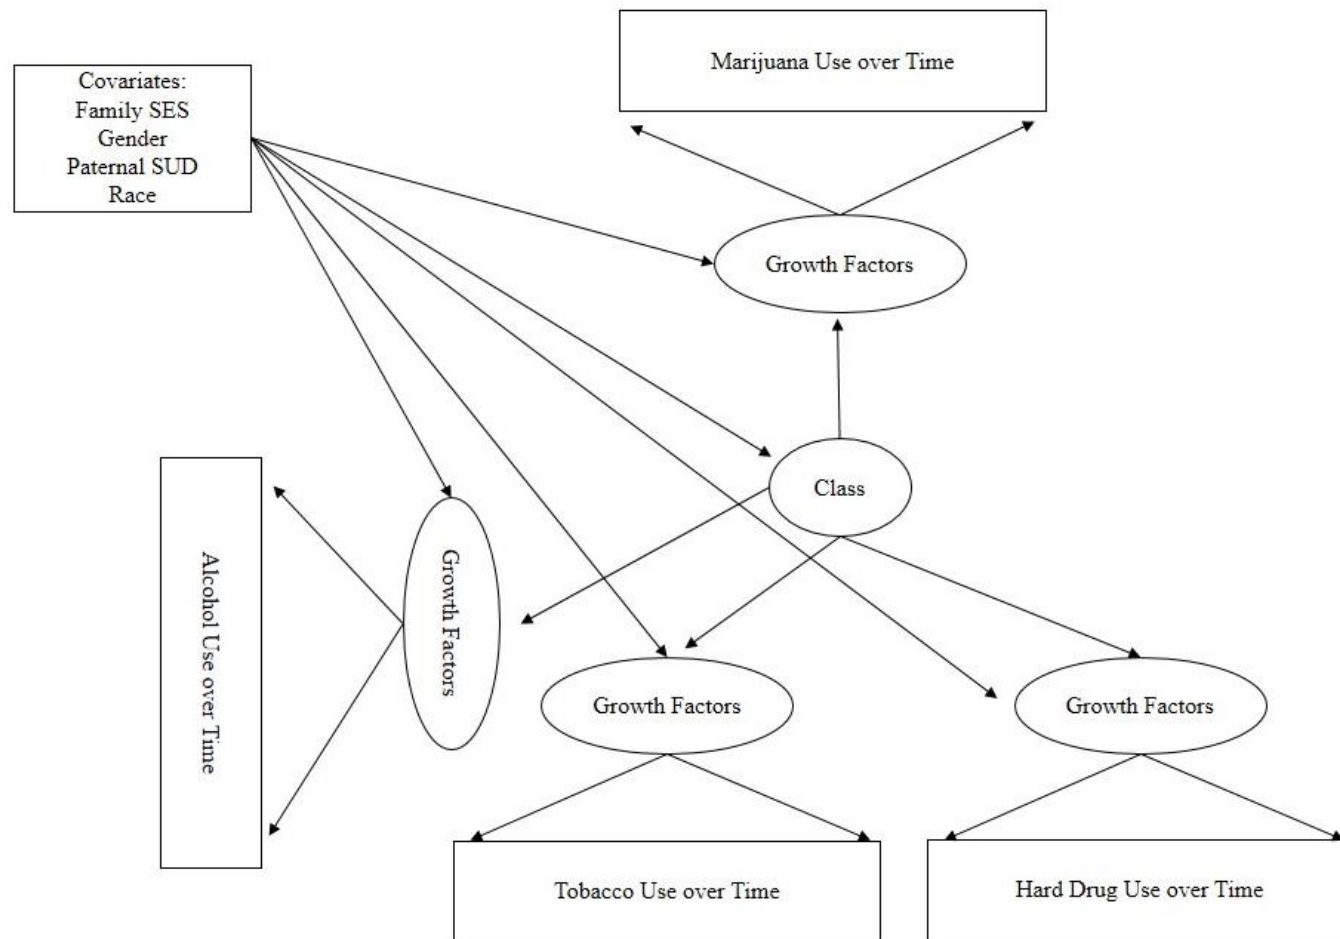 Marijuana Use over Time
Covariates:
Family SES
Gender
Paternal SUD
Race
Growth Factors
Class
Alcohol Use over Time
Growth Factors
Growth Factors
Growth Factors
Tobacco Use over Time
Hard Drug Use over Time